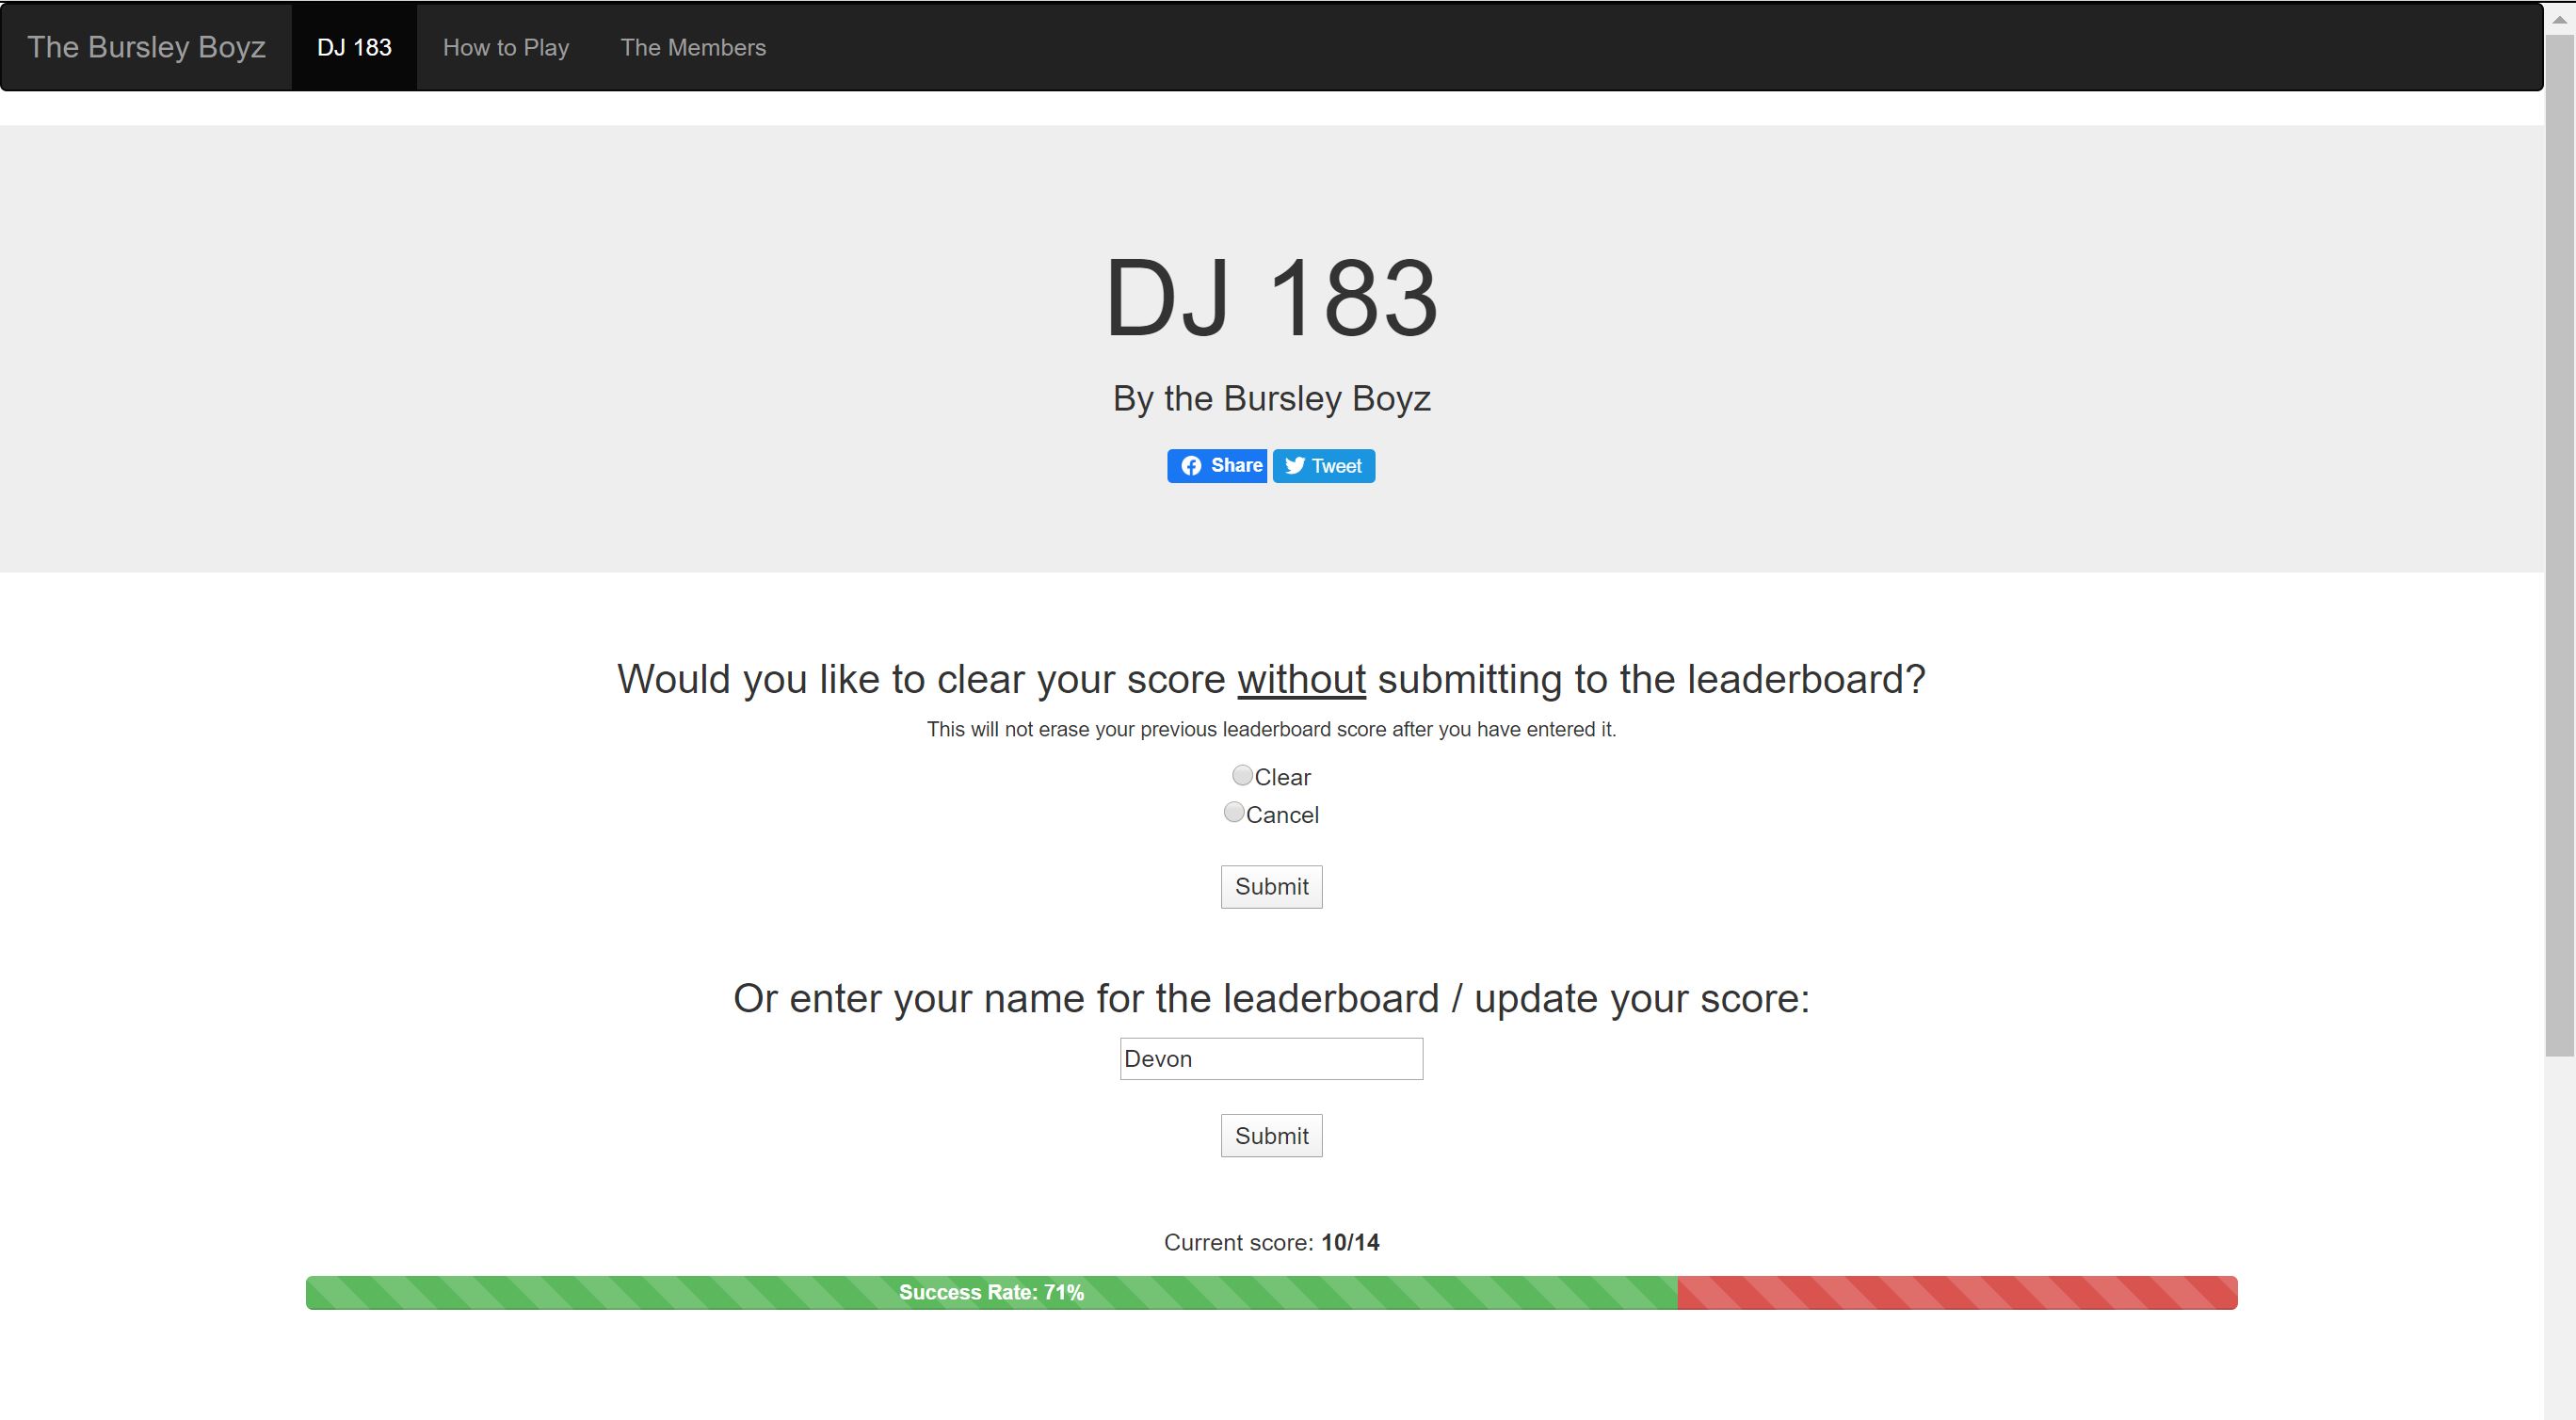 The Bursley Boyz DJ 183 How to Play The Members
DJ 183
By the Bursley Boyz
Share Tweet
Would you like to clear your score without submitting to the leaderboard?
This will not erase your previous leaderboard score after you have entered it.
Clear
Cancel
Submit
Or enter your name for the leaderboard / update your score:
Devon
Submit
Current score: 10/14
Success Rate: 71%